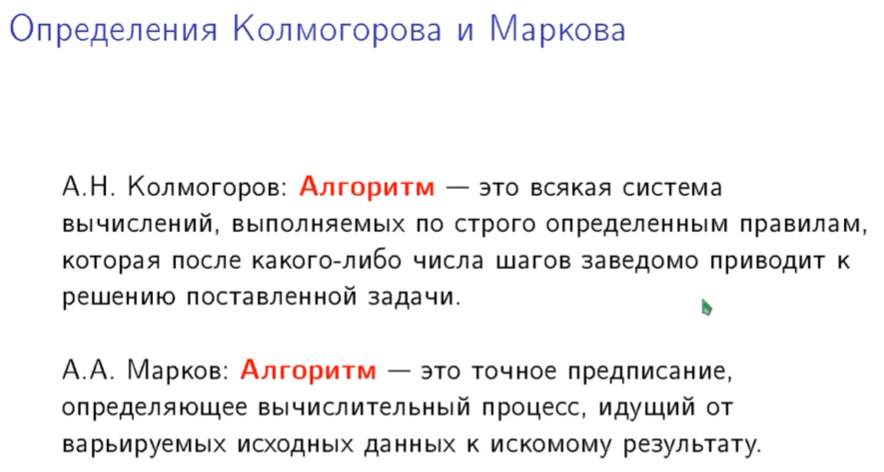 Определения Колмогорова и Маркова
А.Н. Колмогоров: Алгоритм — это всякая система
вычислений, выполняемых по строго определенным правилам,
которая после какого-либо числа шагов заведомо приводит к
решению поставленной задачи.
А.А. Марков: Алгоритм — это точное предписание,
определяющее вычислительный процесс, идущий от
варьируемых исходных данных к искомому результату.